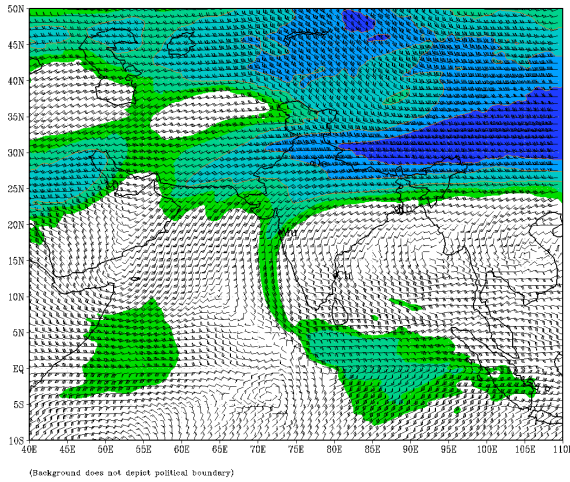 50N
45N
40N
35N
30N
25N
20N
15N
10N
5N
EQ
5S
10S
40E 45E 50E 55E 60E 65E 70E 75E 80E 85E 90E 95E 100E 105E 110E
(Background does not depict political boundary)